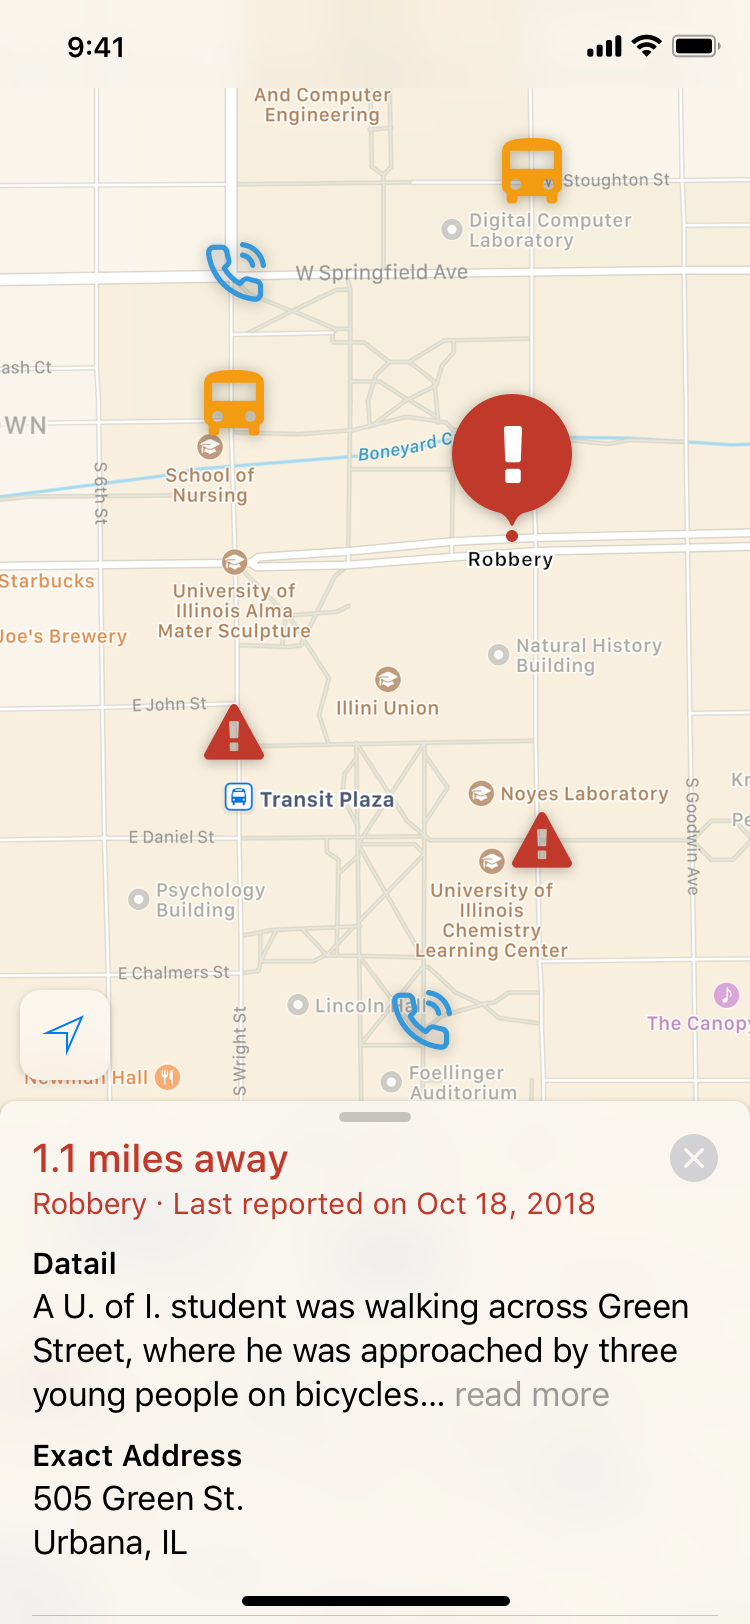 9:41
And Computer
Engineering
Stoughton St
Digital Computer
Laboratory
W Springfield Ave
ash Ct
WN
Boneyard C
School of
Nursing
S 6th St
Robbery
Starbucks
University of
Illinois Alma
Mater Sculpture
Joe's Brewery
Natural History
Building
Illini Union
E John St
Transit Plaza
Noyes Laboratory
Kr
S Goodwin Ave
Pe
E Daniel St
Psychology
Building
University of
Illinois
Chemistry
Learning Center
E Chalmers St
Lincoln Hall
S Wright St
The Canopy
Newman Hall
Foellinger
Auditorium
1.1 miles away
Robbery · Last reported on Oct 18, 2018
Datail
A U. of I. student was walking across Green
Street, where he was approached by three
young people on bicycles... read more
Exact Address
505 Green St.
Urbana, IL